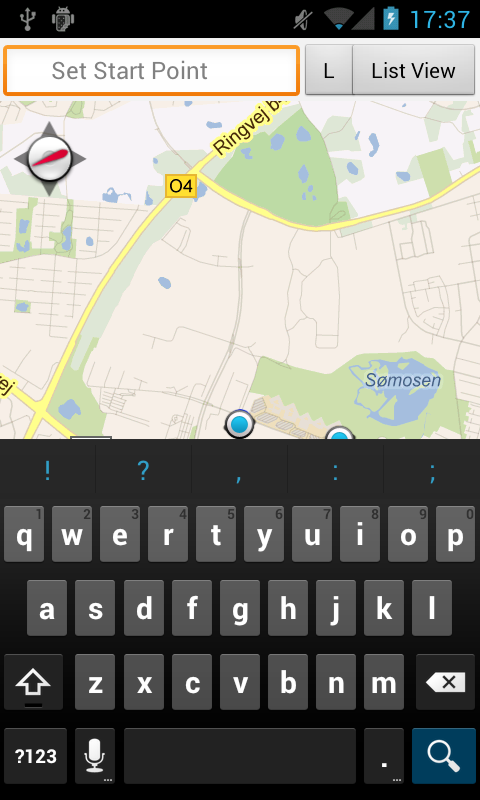 17:37
Set Start Point
L
List View
Ringvej b
O4
Sømosen
ej
! ? , : ;
1 2 3 4 5 6 7 8 9 0
q w e r t y u i o p
a s d f g h j k l
z x c v b n m
?123 ... . ...